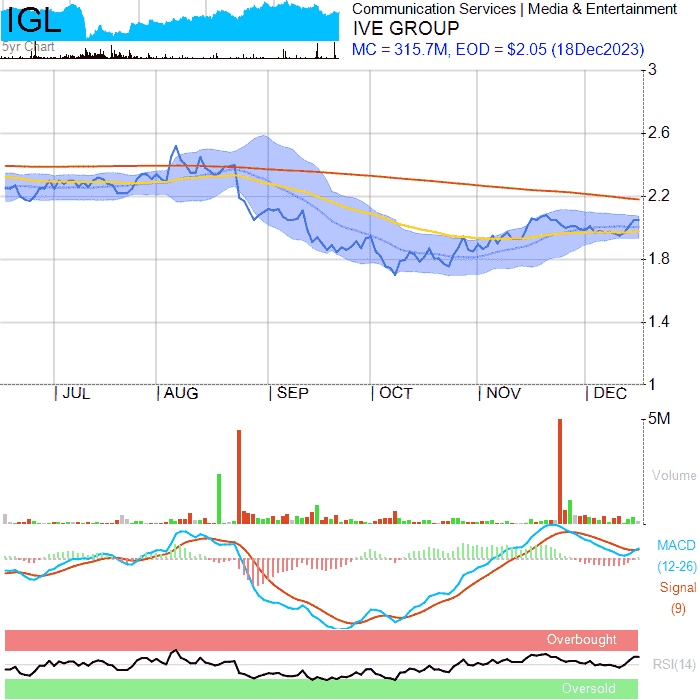 IGL
5yr Chart
Communication Services | Media & Entertainment
IVE GROUP
MC = 315.7M, EOD = $2.05 (18Dec2023)
3
2.6
2.2
1.8
1.4
1
JUL
AUG
SEP
OCT
NOV
DEC
5M
Volume
MACD
(12-26)
Signal
(9)
Overbought
RSI(14)
Oversold